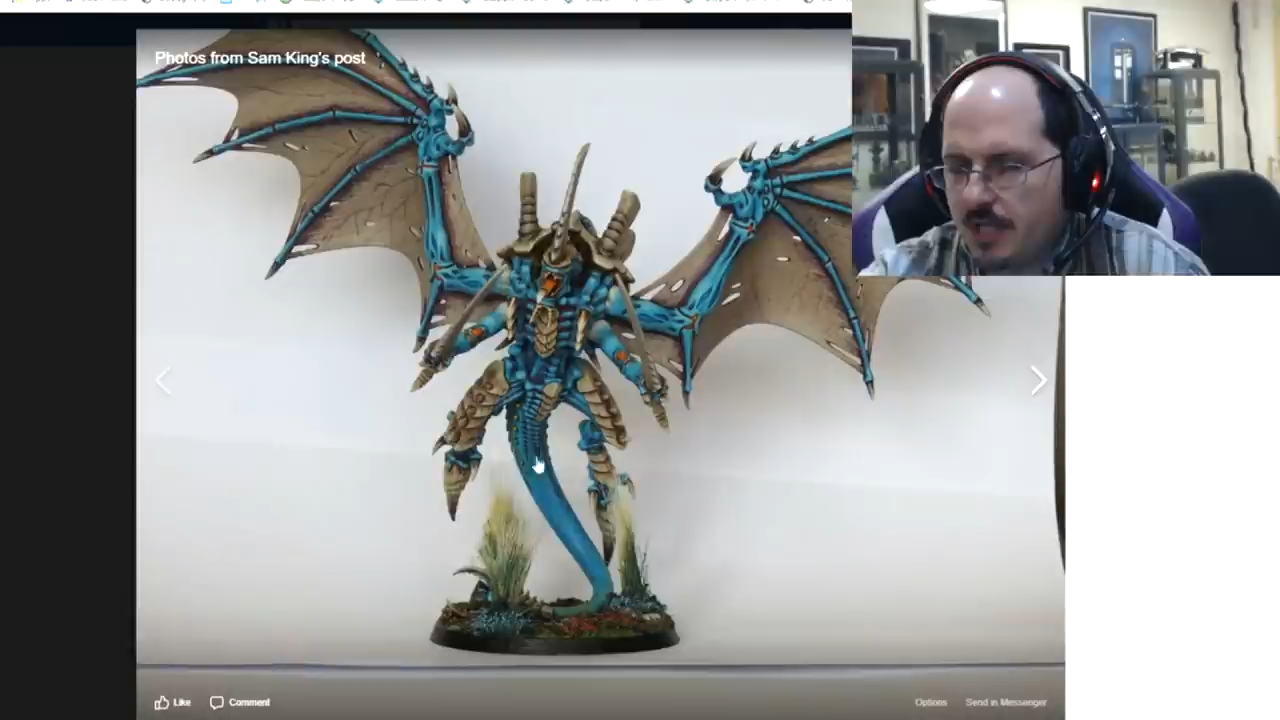 Photos from Sam King's post
Like
Comment
Options
Send in Messenger